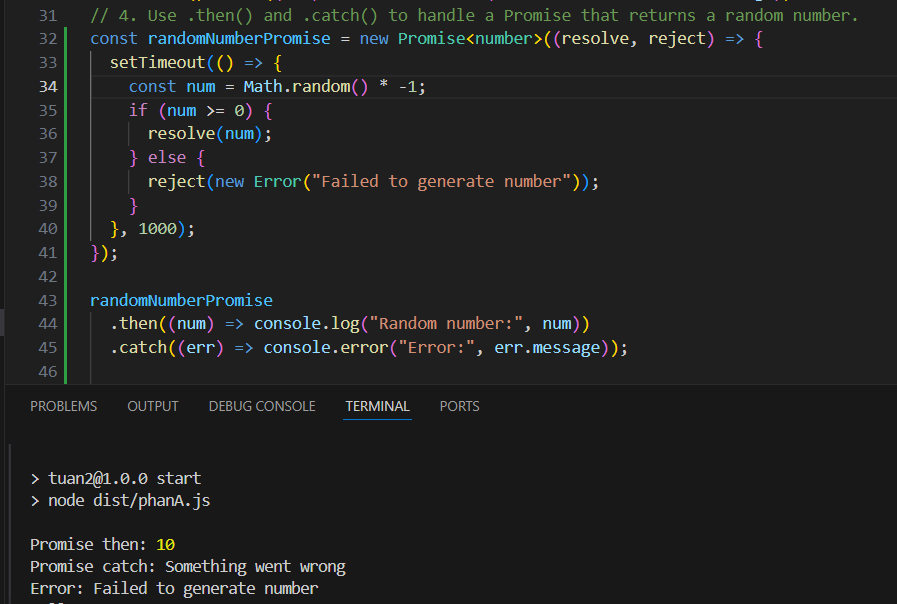 31 // 4. Use .then() and .catch() to handle a Promise that returns a random number.
32 const randomNumberPromise = new Promise<number>((resolve, reject) => {
33 setTimeout(() => {
34 const num = Math.random() * -1;
35 if (num >= 0) {
36 resolve(num);
37 } else {
38 reject(new Error("Failed to generate number"));
39 }
40 }, 1000);
41 });
42
43 randomNumberPromise
44 .then((num) => console.log("Random number:", num))
45 .catch((err) => console.error("Error:", err.message));
46
PROBLEMS OUTPUT DEBUG CONSOLE TERMINAL PORTS
> tuan2@1.0.0 start
> node dist/phanA.js
Promise then: 10
Promise catch: Something went wrong
Error: Failed to generate number